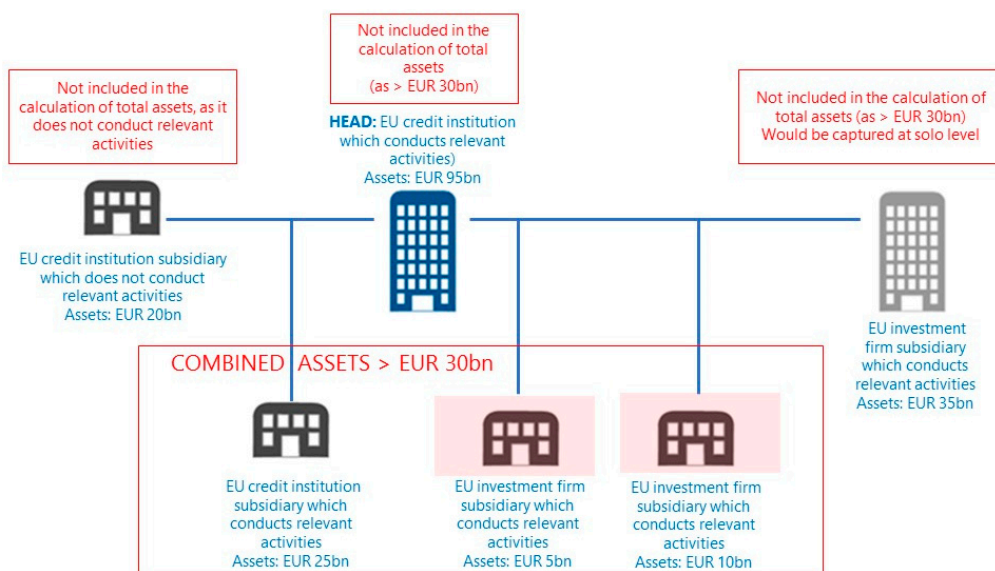 Not included in the
calculation of total assets, as it
does not conduct relevant
activities
Not included in the
calculation of total
assets
(as > EUR 30bn)
Not included in the calculation of
total assets (as > EUR 30bn)
Would be captured at solo level
HEAD: EU credit institution
which conducts relevant
activities)
Assets: EUR 95bn
EU credit institution subsidiary
which does not conduct
relevant activities
Assets: EUR 20bn
EU investment
firm subsidiary
which conducts
relevant activities
Assets: EUR 35bn
COMBINED ASSETS > EUR 30bn
EU credit institution
subsidiary which
conducts relevant
activities
Assets: EUR 25bn
EU investment firm
subsidiary which
conducts relevant
activities
Assets: EUR 5bn
EU investment firm
subsidiary which
conducts relevant
activities
Assets: EUR 10bn